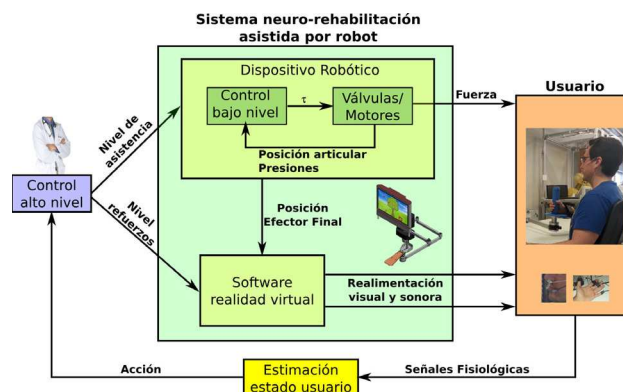 Sistema neuro-rehabilitación
asistida por robot
Dispositivo Robótico
Control
bajo nivel
τ
Válvulas/
Motores
Posición articular
Presiones
Fuerza
Usuario
Nivel de
asistencia
Control
alto nivel
Nivel
refuerzos
Posición
Efector Final
Software
realidad virtual
Realimentación
visual y sonora
Acción
Estimación
estado usuario
Señales Fisiológicas